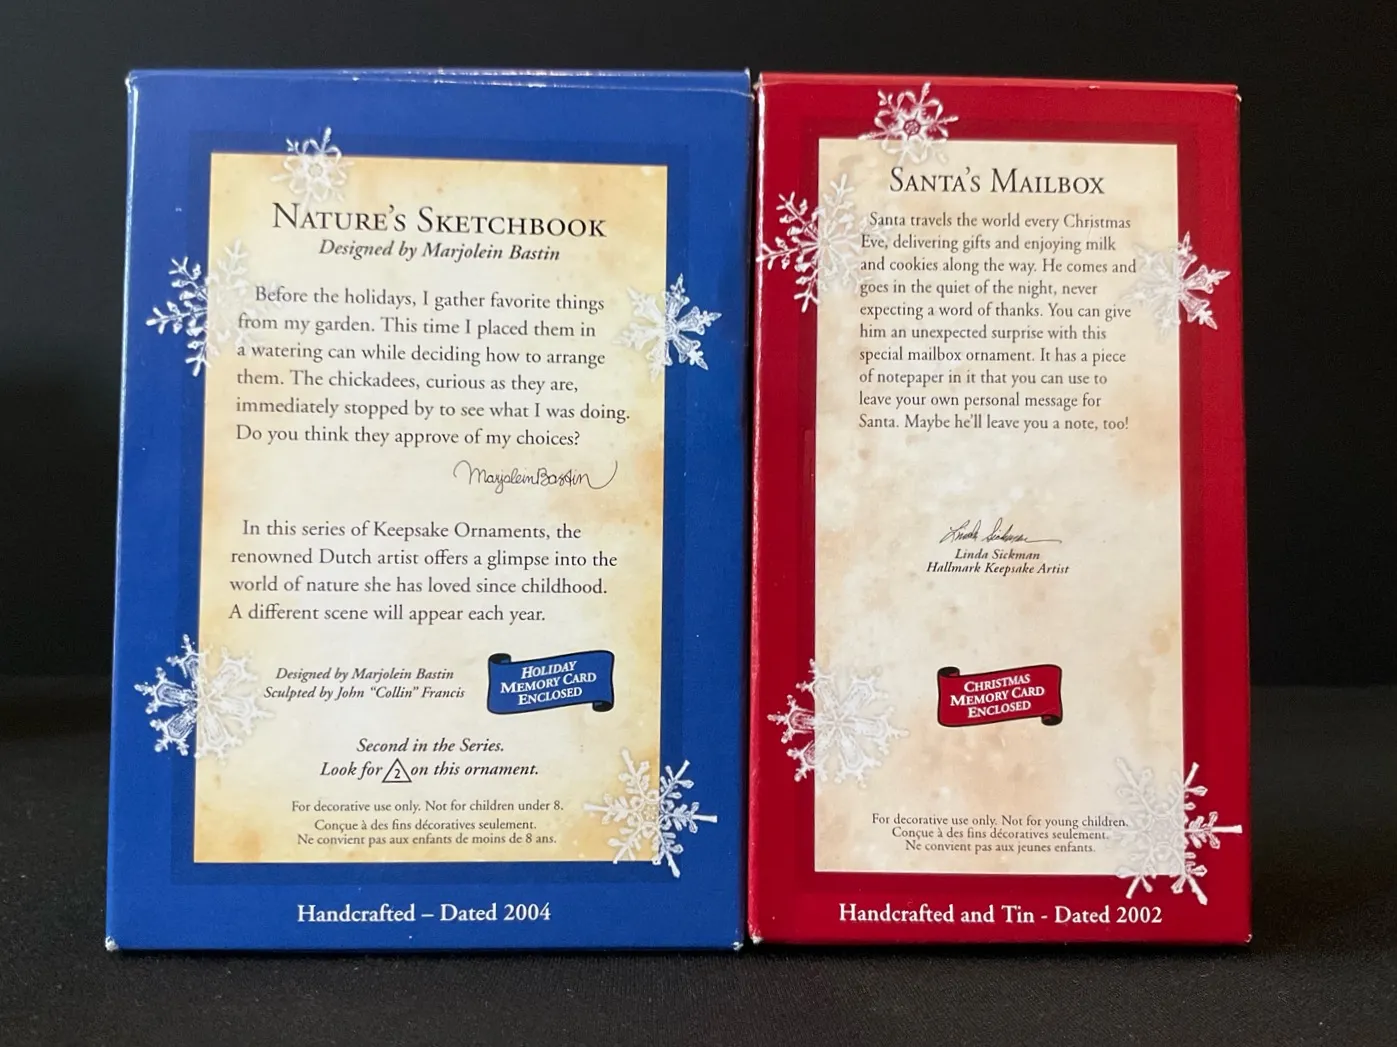 NATURE'S SKETCHBOOK
Designed by Marjolein Bastin
Before the holidays, I gather favorite things
from my garden. This time I placed them in
a watering can while deciding how to arrange
them. The chickadees, curious as they are,
immediately stopped by to see what I was doing.
Do you think they approve of my choices?
Marjolein Bastin
In this series of Keepsake Ornaments, the
renowned Dutch artist offers a glimpse into the
world of nature she has loved since childhood.
A different scene will appear each year.
Designed by Marjolein Bastin
Sculpted by John "Collin" Francis
HOLIDAY
MEMORY CARD
ENCLOSED
Second in the Series.
Look for 2 on this ornament.
For decorative use only. Not for children under 8.
Conçue à des fins décoratives seulement.
Ne convient pas aux enfants de moins de 8 ans.
Handcrafted – Dated 2004
SANTA'S MAILBOX
Santa travels the world every Christmas
Eve, delivering gifts and enjoying milk
and cookies along the way. He comes and
goes in the quiet of the night, never
expecting a word of thanks. You can give
him an unexpected surprise with this
special mailbox ornament. It has a piece
of notepaper in it that you can use to
leave your own personal message for
Santa. Maybe he'll leave you a note, too!
Linda Sickman
Linda Sickman
Hallmark Keepsake Artist
CHRISTMAS
MEMORY CARD
ENCLOSED
For decorative use only. Not for young children.
Conçue à des fins décoratives seulement.
Ne convient pas aux jeunes enfants.
Handcrafted and Tin - Dated 2002